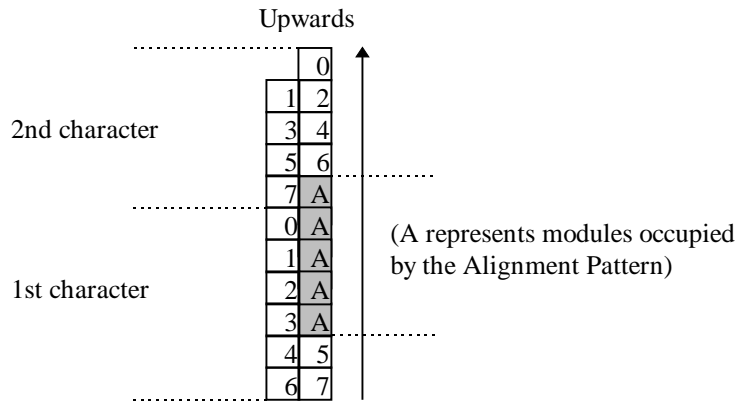 Upwards
0
1 2
3 4
2nd character
5 6
7 A
0 A
(A represents modules occupied
1 A
by the Alignment Pattern)
1st character
2 A
3 A
4 5
6 7